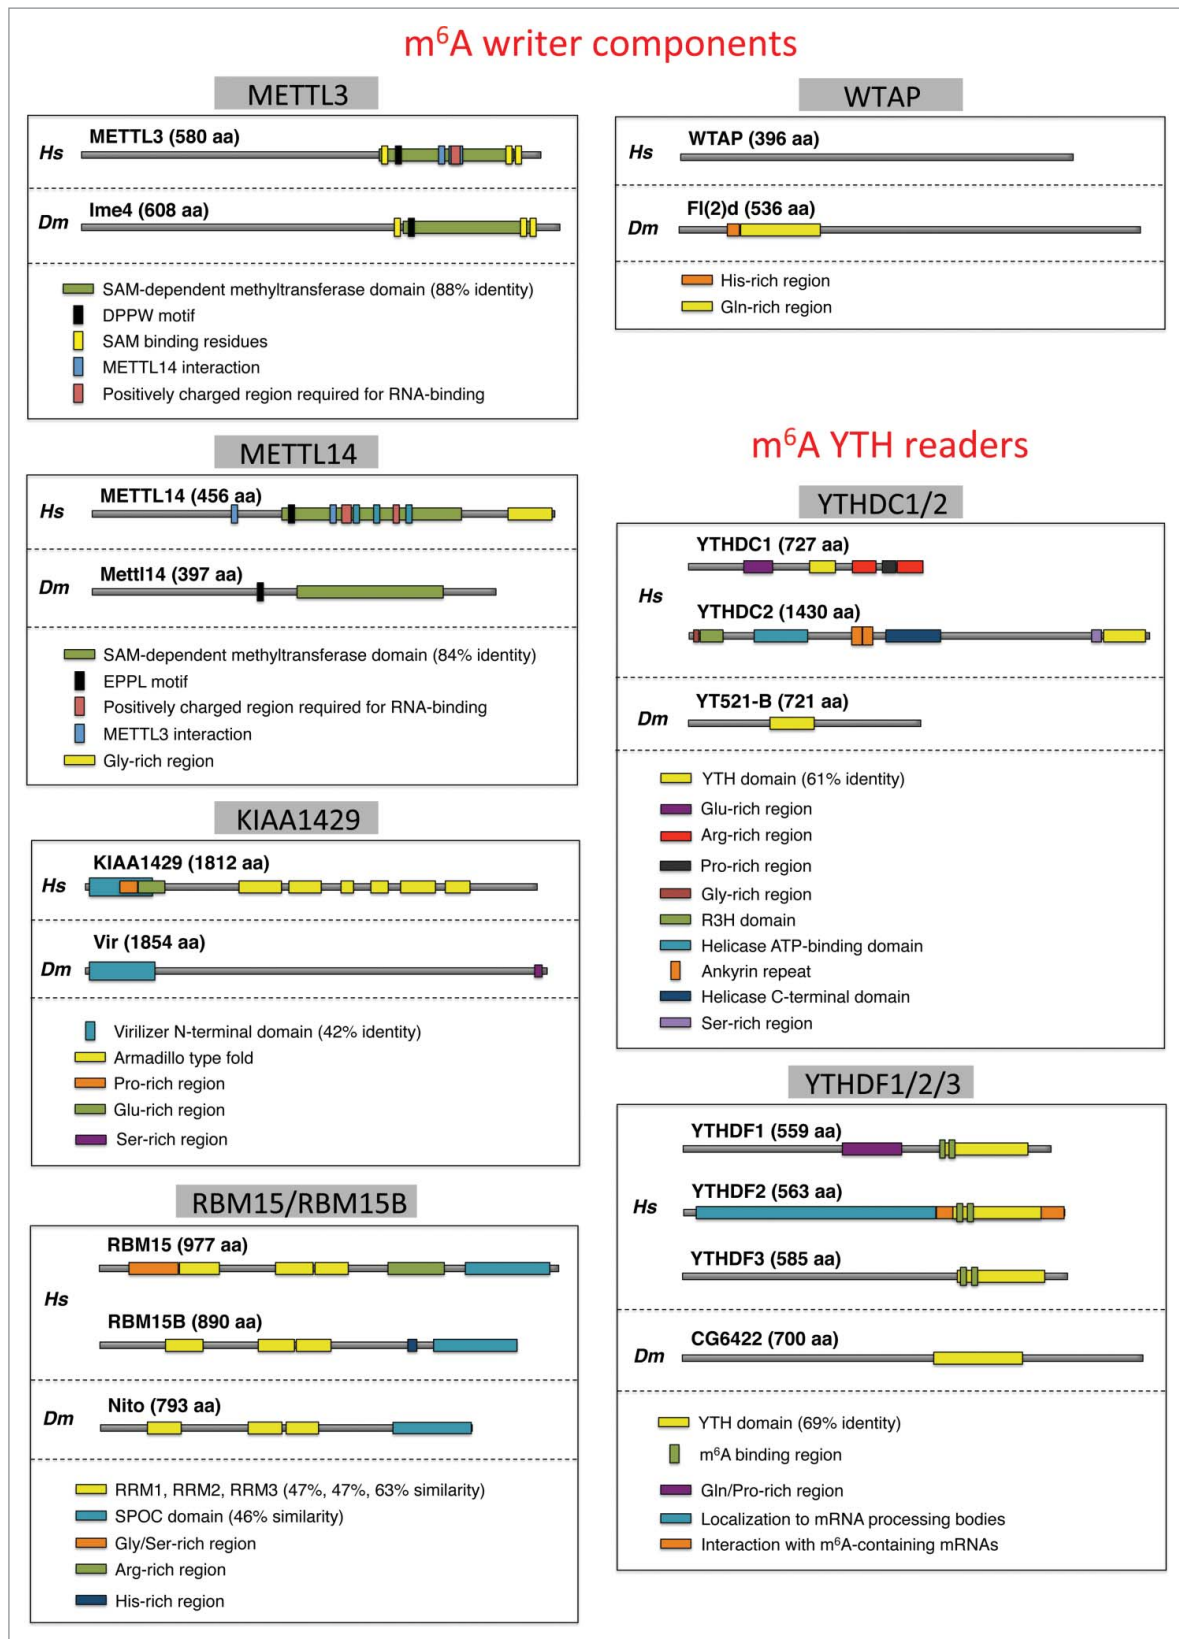 m⁶A writer components
METTL3
METTL3 (580 aa)
Hs
Ime4 (608 aa)
Dm
SAM-dependent methyltransferase domain (88% identity)
DPPW motif
SAM binding residues
METTL14 interaction
Positively charged region required for RNA-binding
METTL14
METTL14 (456 aa)
Hs
Mettl14 (397 aa)
Dm
SAM-dependent methyltransferase domain (84% identity)
EPPL motif
Positively charged region required for RNA-binding
METTL3 interaction
Gly-rich region
KIAA1429
KIAA1429 (1812 aa)
Hs
Vir (1854 aa)
Dm
Virilizer N-terminal domain (42% identity)
Armadillo type fold
Pro-rich region
Glu-rich region
Ser-rich region
RBM15/RBM15B
RBM15 (977 aa)
Hs
RBM15B (890 aa)
Nito (793 aa)
Dm
RRM1, RRM2, RRM3 (47%, 47%, 63% similarity)
SPOC domain (46% similarity)
Gly/Ser-rich region
Arg-rich region
His-rich region
WTAP
WTAP (396 aa)
Hs
Fl(2)d (536 aa)
Dm
His-rich region
Gln-rich region
m⁶A YTH readers
YTHDC1/2
YTHDC1 (727 aa)
Hs
YTHDC2 (1430 aa)
YT521-B (721 aa)
Dm
YTH domain (61% identity)
Glu-rich region
Arg-rich region
Pro-rich region
Gly-rich region
R3H domain
Helicase ATP-binding domain
Ankyrin repeat
Helicase C-terminal domain
Ser-rich region
YTHDF1/2/3
YTHDF1 (559 aa)
YTHDF2 (563 aa)
Hs
YTHDF3 (585 aa)
CG6422 (700 aa)
Dm
YTH domain (69% identity)
m⁶A binding region
Gln/Pro-rich region
Localization to mRNA processing bodies
Interaction with m⁶A-containing mRNAs